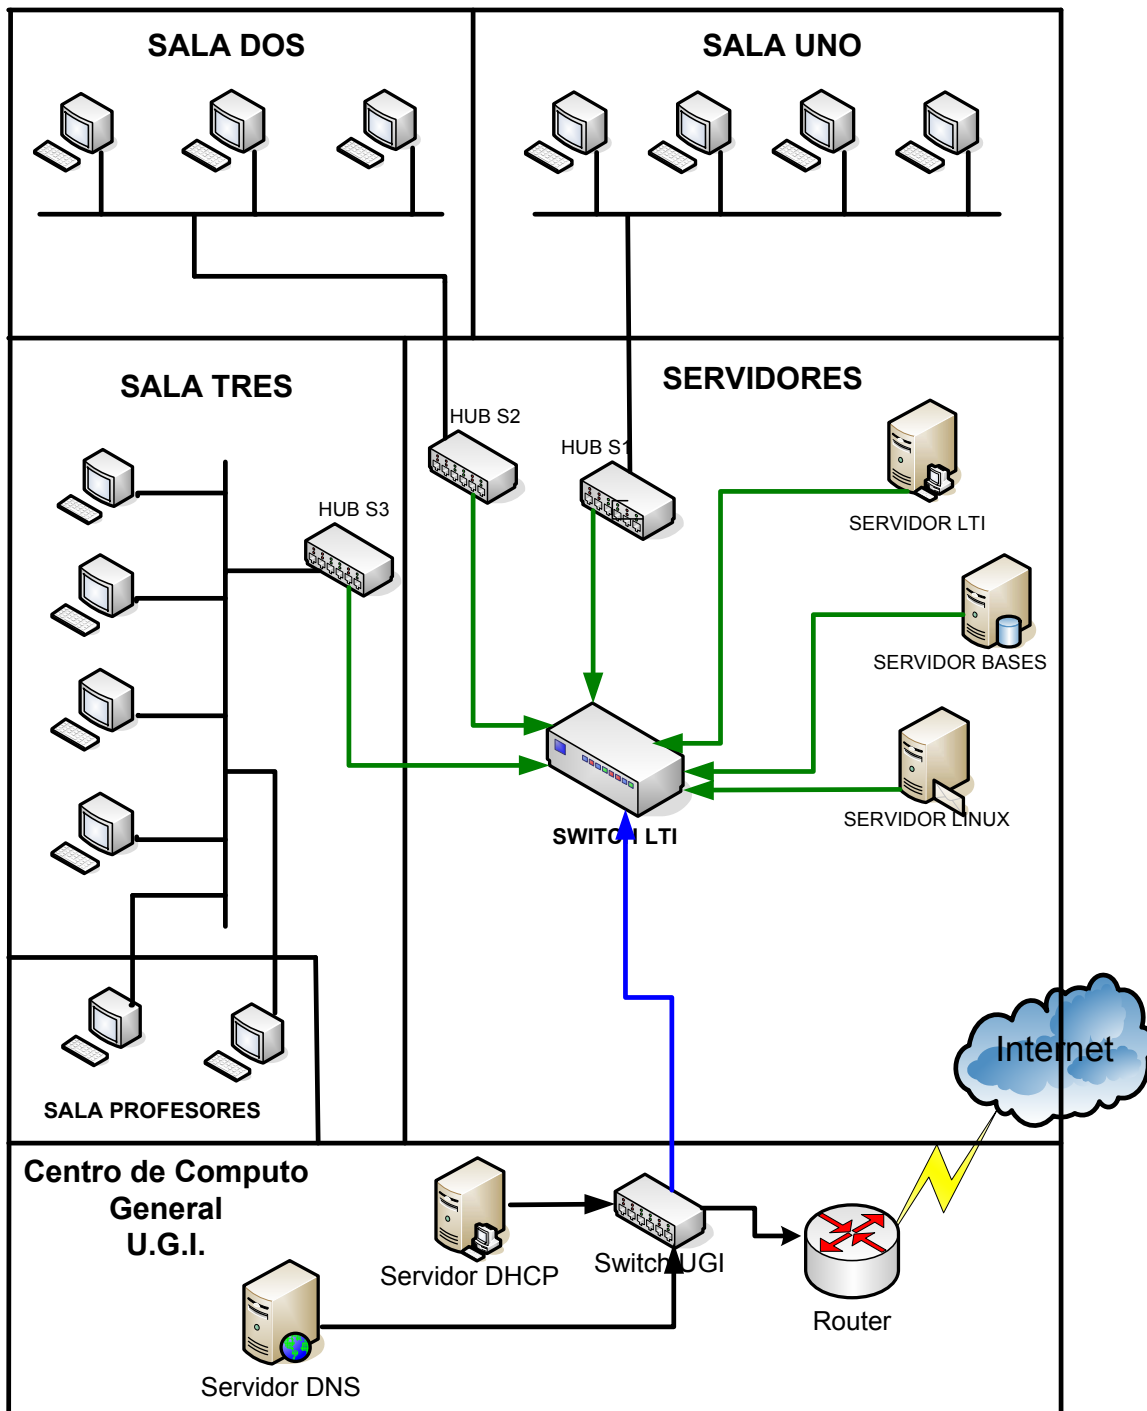 SALA DOS
SALA UNO
SALA TRES
SERVIDORES
HUB S2
HUB S1
HUB S3
SERVIDOR LTI
SERVIDOR BASES
SERVIDOR LINUX
SWITCH LTI
Internet
SALA PROFESORES
Centro de Computo
General
U.G.I.
Servidor DHCP
Switch UGI
Router
Servidor DNS